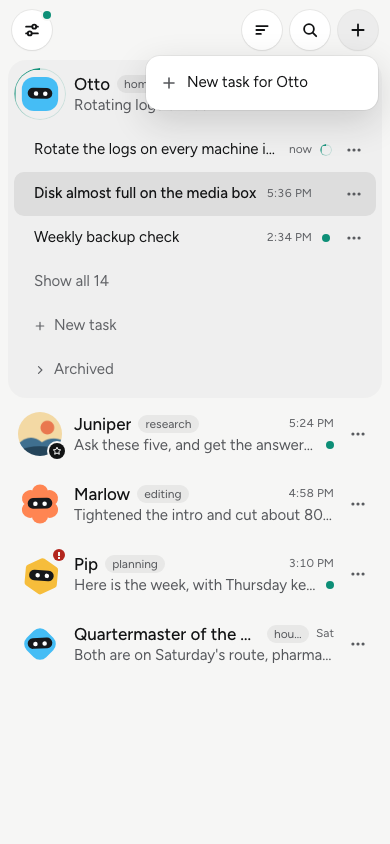 New task for Otto
Otto
Rotating log
Rotate the logs on every machine i... now
Disk almost full on the media box 5:36 PM
Weekly backup check 2:34 PM
Show all 14
New task
Archived
Juniper research 5:24 PM
Ask these five, and get the answer...
Marlow editing 4:58 PM
Tightened the intro and cut about 80...
Pip planning 3:10 PM
Here is the week, with Thursday ke...
Quartermaster of the ... hou... Sat
Both are on Saturday's route, pharma...